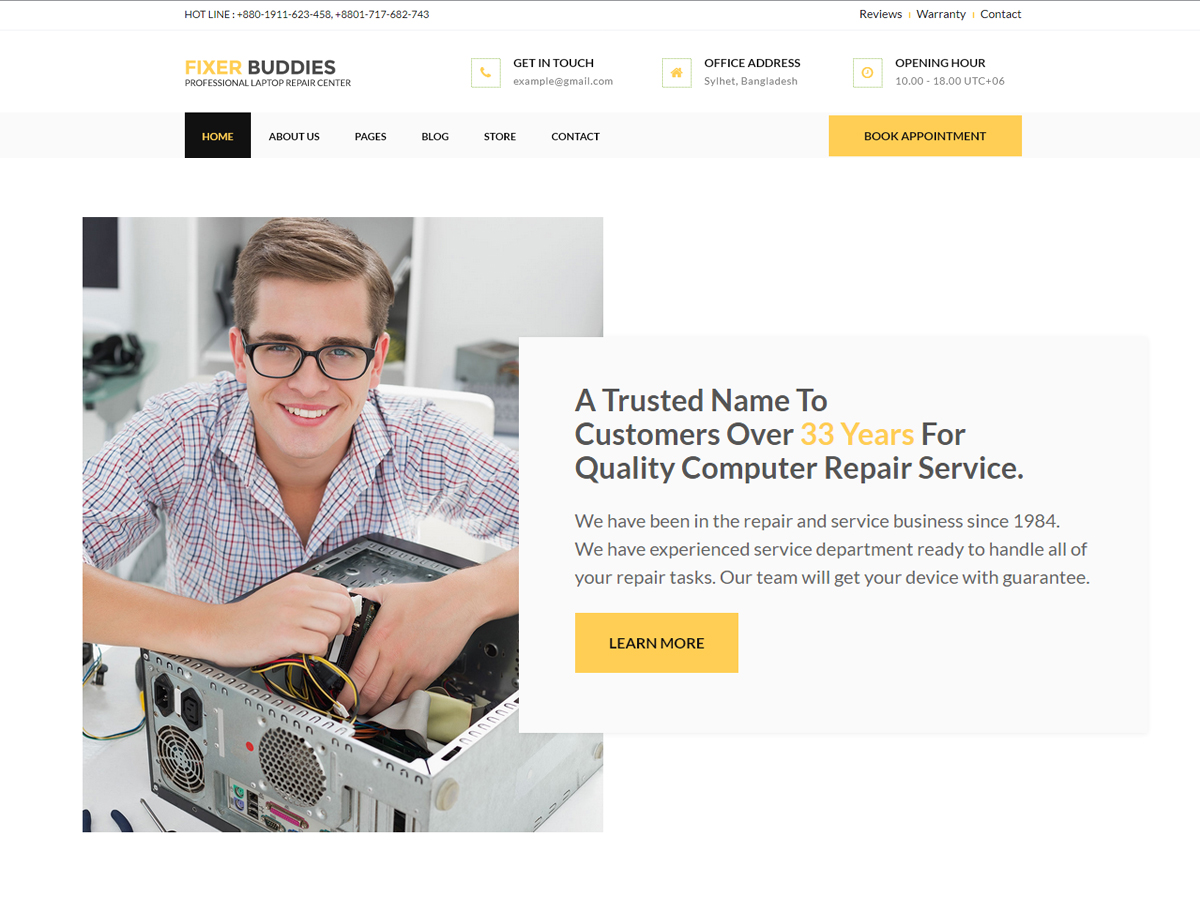 HOT LINE : +880-1911-623-458, +8801-717-682-743
Reviews
Warranty
Contact
FIXER BUDDIES
PROFESSIONAL LAPTOP REPAIR CENTER
GET IN TOUCH
example@gmail.com
OFFICE ADDRESS
Sylhet, Bangladesh
OPENING HOUR
10.00 - 18.00 UTC+06
HOME
ABOUT US
PAGES
BLOG
STORE
CONTACT
BOOK APPOINTMENT
A Trusted Name To
Customers Over 33 Years For
Quality Computer Repair Service.
We have been in the repair and service business since 1984.
We have experienced service department ready to handle all of
your repair tasks. Our team will get your device with guarantee.
LEARN MORE